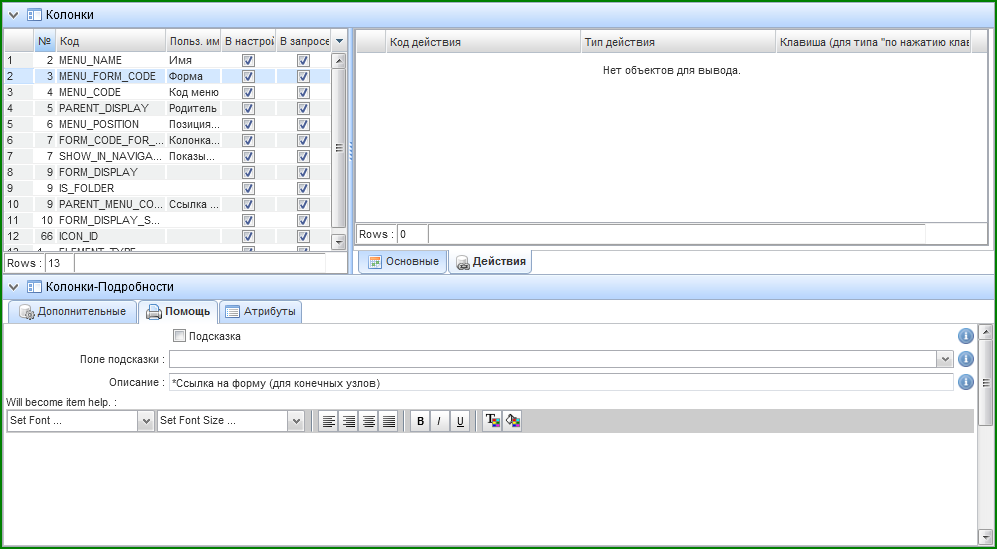 Колонки
№ Код Польз. им В настрой В запросе
Код действия Тип действия Клавиша (для типа "по нажатию клав
1 2 MENU_NAME Имя
2 3 MENU_FORM_CODE Форма
3 4 MENU_CODE Код меню
4 5 PARENT_DISPLAY Родитель
5 6 MENU_POSITION Позиция...
6 7 FORM_CODE_FOR_... Колонка...
7 7 SHOW_IN_NAVIGA... Показы...
8 9 FORM_DISPLAY
9 9 IS_FOLDER
10 9 PARENT_MENU_CO... Ссылка ...
11 10 FORM_DISPLAY_S...
12 66 ICON_ID
Нет объектов для вывода.
Rows : 13
Rows : 0
Основные Действия
Колонки-Подробности
Дополнительные Помощь Атрибуты
Подсказка
Поле подсказки :
Описание : *Ссылка на форму (для конечных узлов)
Will become item help. :
Set Font ... Set Font Size ... B I U T